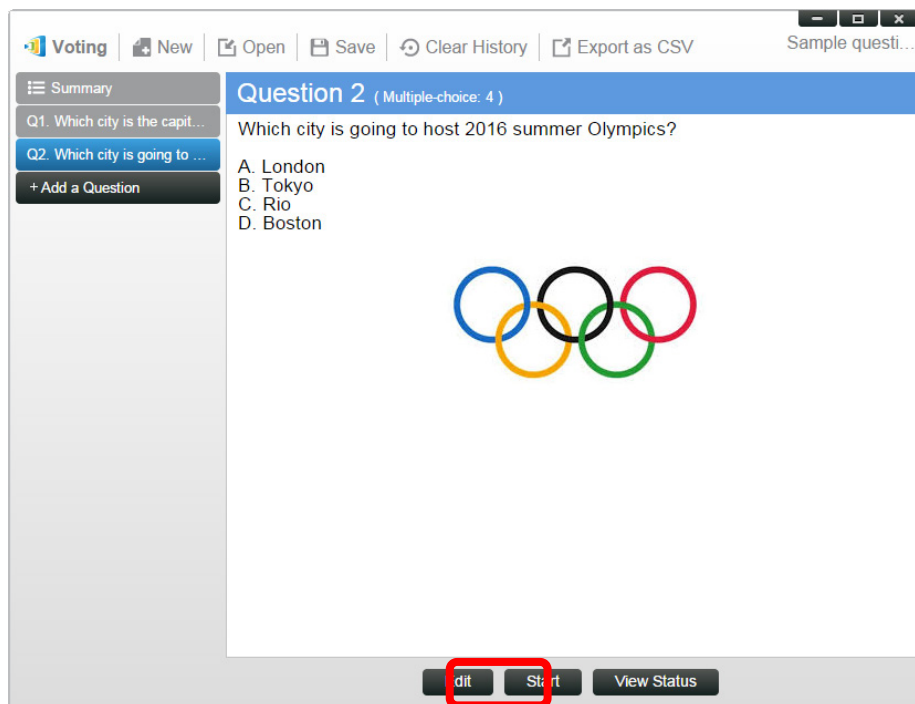 Voting New Open Save Clear History Export as CSV Sample questi...
Summary
Q1. Which city is the capit...
Q2. Which city is going to ...
+ Add a Question
Question 2 ( Multiple-choice: 4 )
Which city is going to host 2016 summer Olympics?
A. London
B. Tokyo
C. Rio
D. Boston
Edit Start View Status